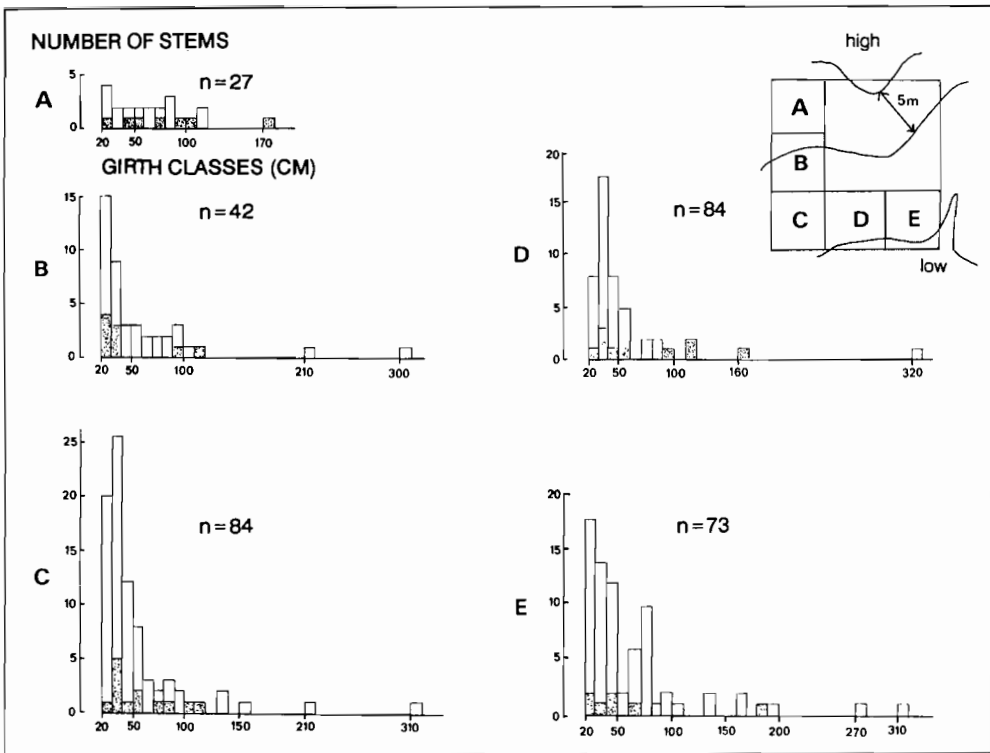 NUMBER OF STEMS
A
5
0
n=27
20 50 100 170
GIRTH CLASSES (CM)
B
15
10
5
0
n=42
20 50 100 210 300
C
25
20
15
10
5
0
n=84
20 50 100 150 210 310
high
A
5m
B
C D E
low
D
20
15
10
5
0
n=84
20 50 100 160 320
E
20
15
10
5
0
n=73
20 50 100 150 200 270 310